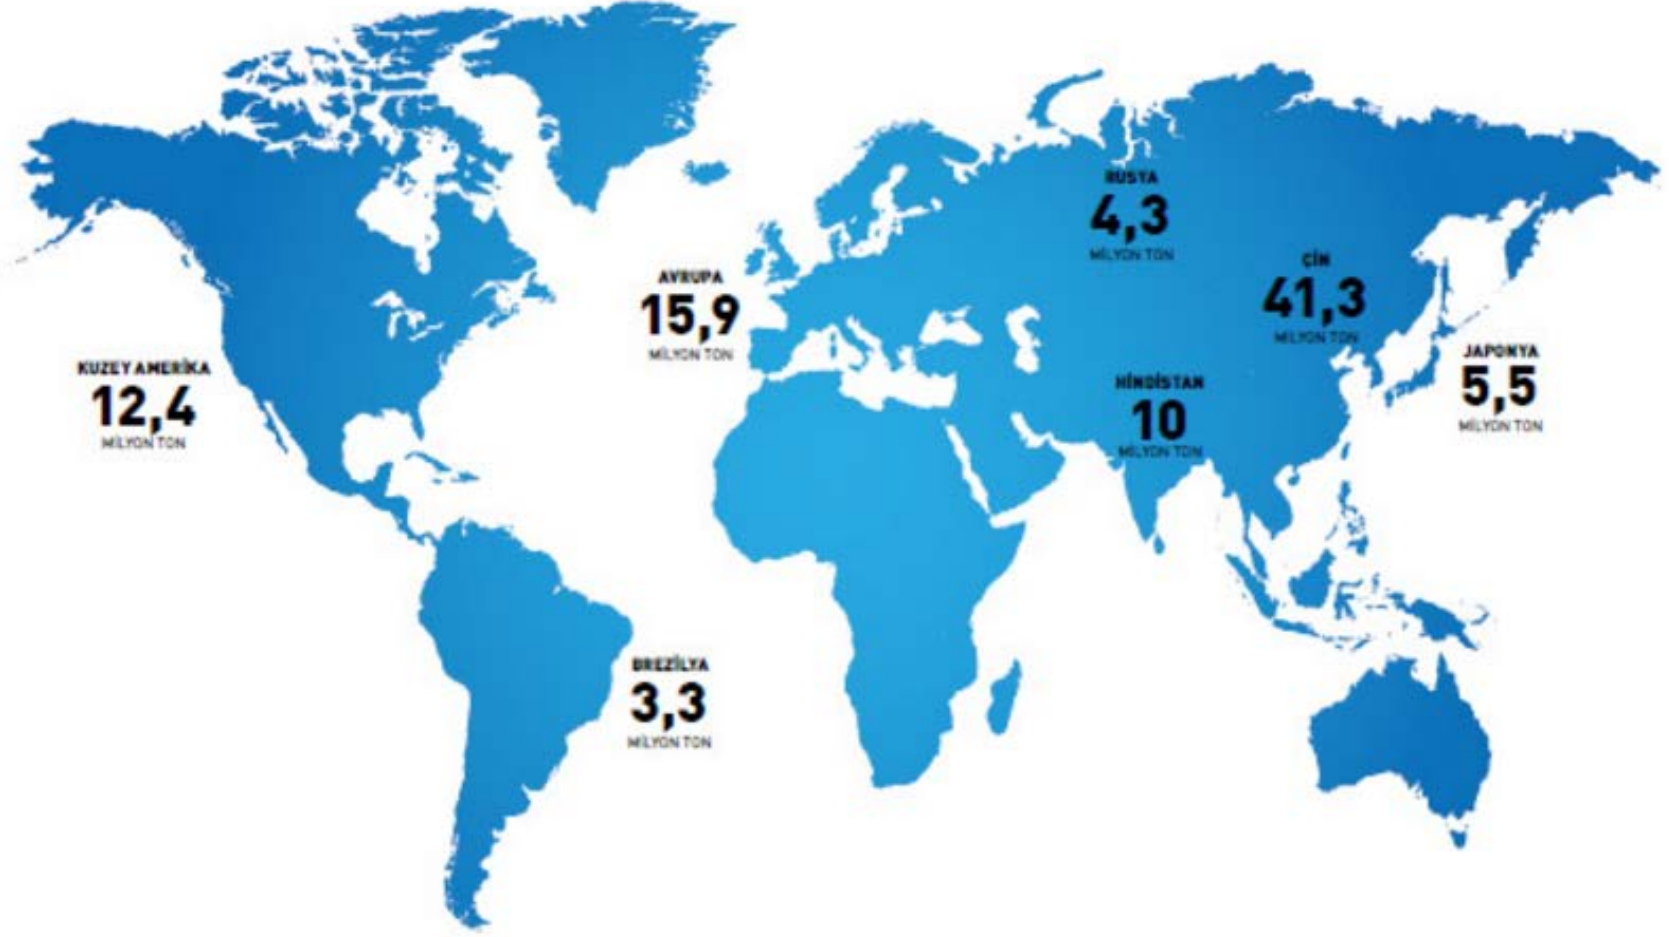 RUSYA
4,3
MİLYON TON
ÇİN
41,3
MİLYON TON
AVRUPA
15,9
MİLYON TON
JAPONYA
5,5
MİLYON TON
KUZEY AMERİKA
12,4
MİLYON TON
HİNDİSTAN
10
MİLYON TON
BREZİLYA
3,3
MİLYON TON